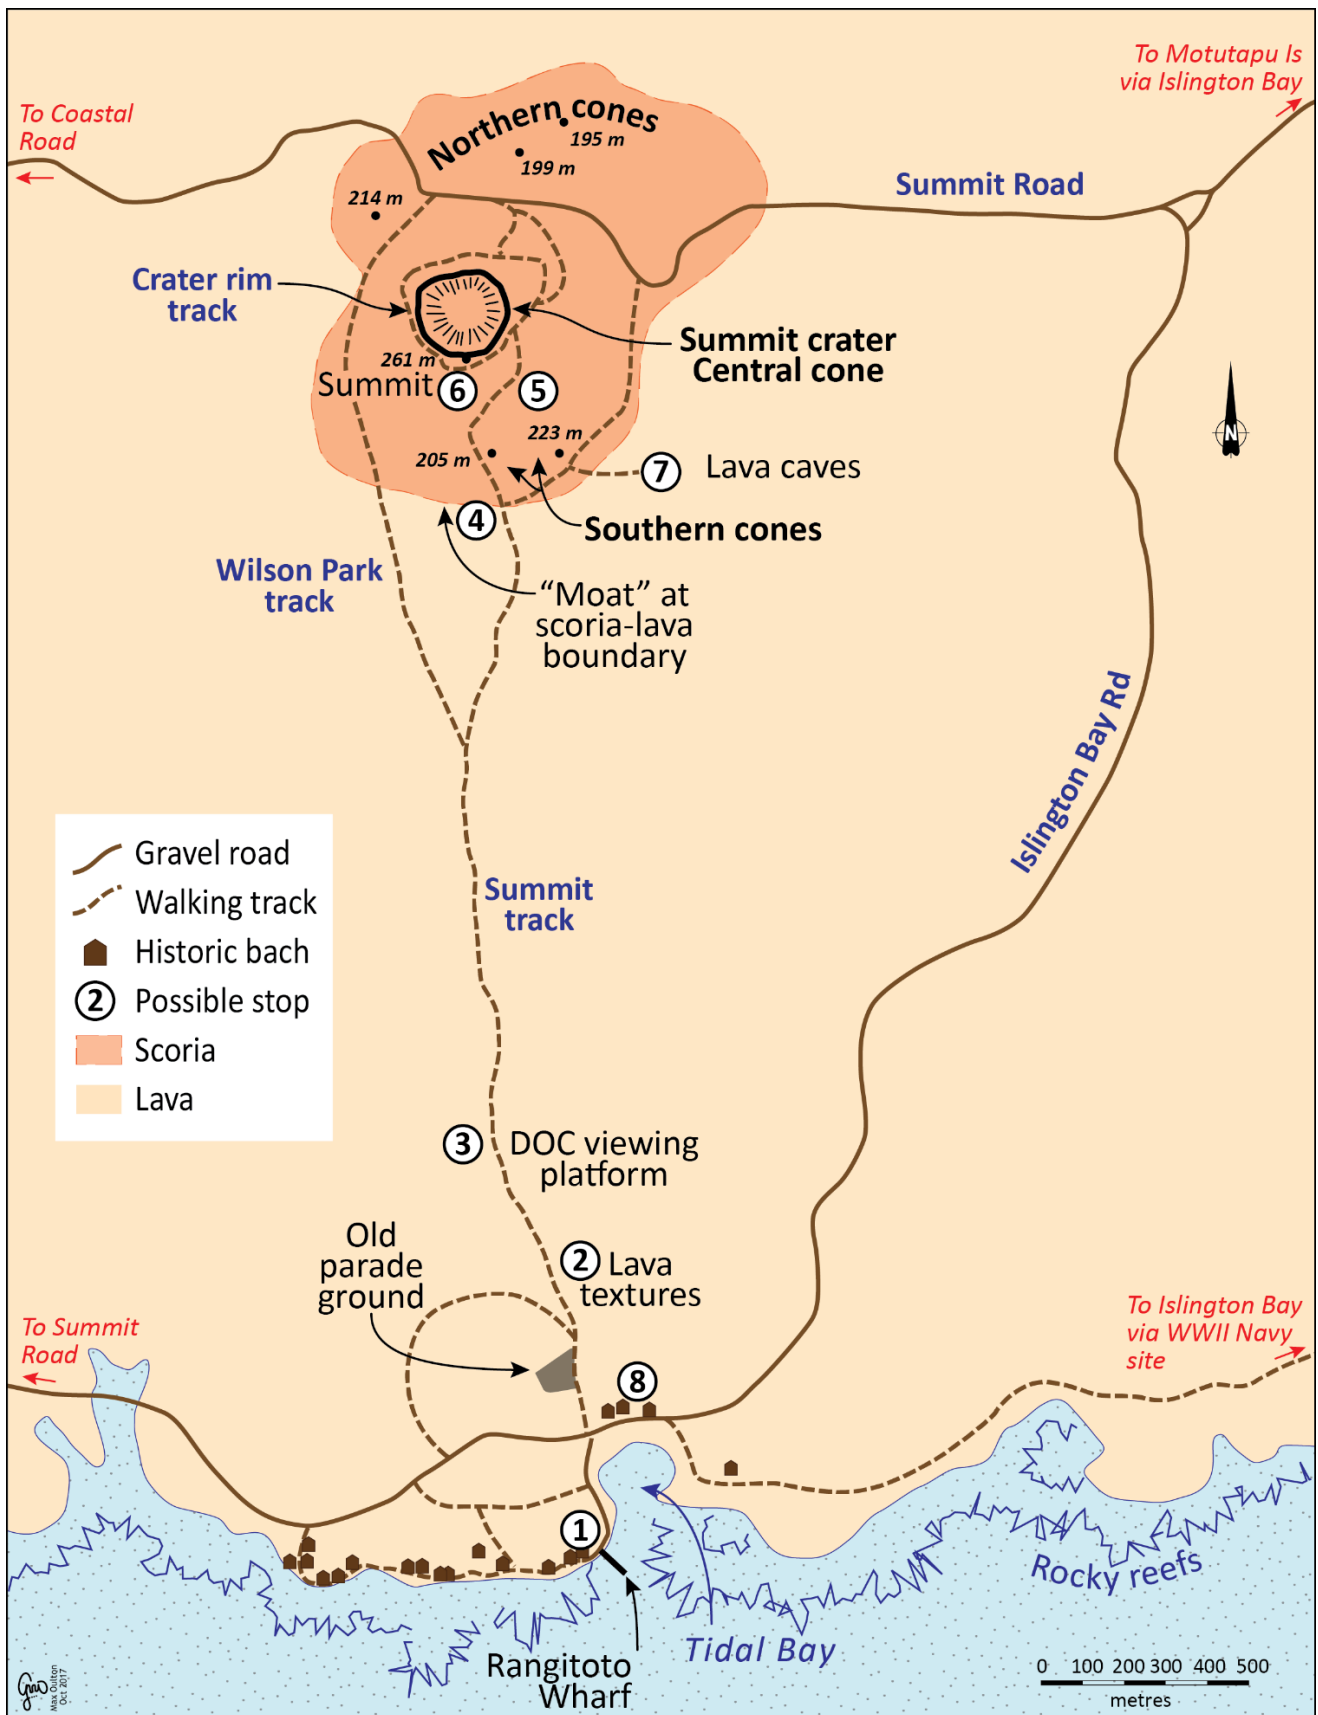 To Motutapu Is
via Islington Bay
To Coastal
Road
Northern cones
195 m
199 m
214 m
Summit Road
Crater rim
track
Summit crater
Central cone
261 m
Summit
6
5
N
223 m
205 m
7
Lava caves
4
Southern cones
Wilson Park
track
“Moat” at
scoria-lava
boundary
Islington Bay Rd
Gravel road
Walking track
Historic bach
2
Possible stop
Scoria
Lava
Summit
track
3
DOC viewing
platform
Old
parade
ground
2
Lava
textures
To Summit
Road
To Islington Bay
via WWII Navy
site
8
1
Rocky reefs
Tidal Bay
Rangitoto
Wharf
0 100 200 300 400 500
metres
Max Oulton
Oct 2017